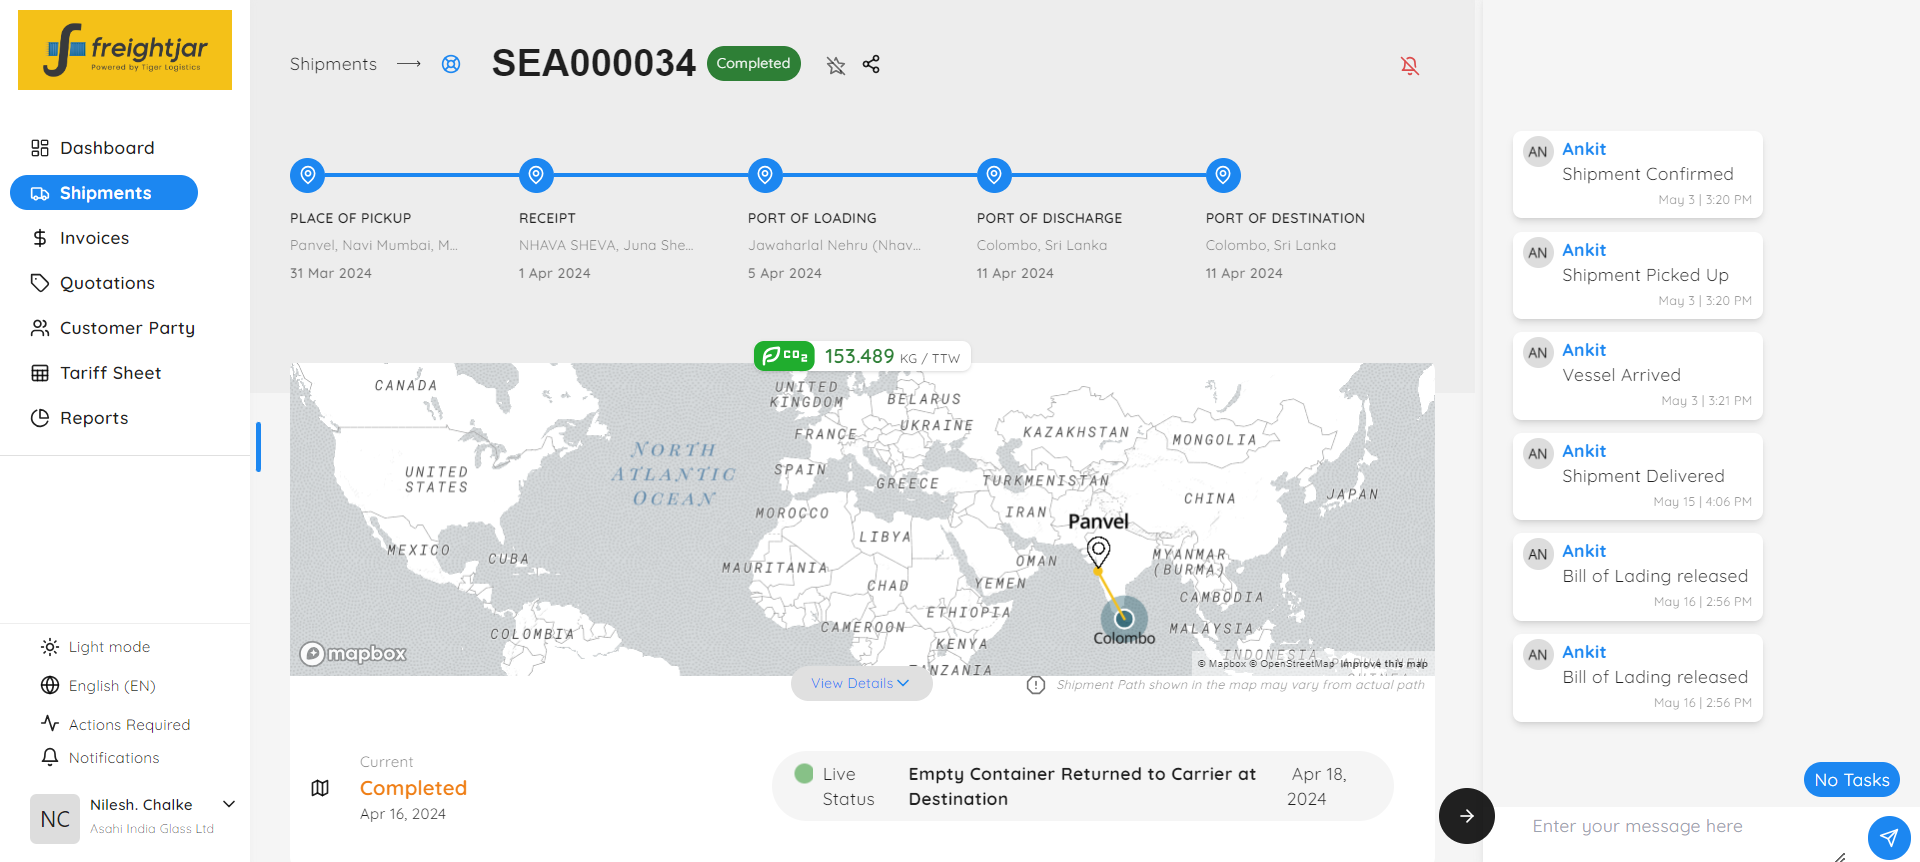 freightjar
Powered by Tiger Logistics
Dashboard
Shipments
Invoices
Quotations
Customer Party
Tariff Sheet
Reports
Light mode
English (EN)
Actions Required
Notifications
NC
Nilesh. Chalke
Asahi India Glass Ltd
Shipments
SEA000034
Completed
PLACE OF PICKUP
Panvel, Navi Mumbai, M...
31 Mar 2024
RECEIPT
NHAVA SHEVA, Juna She...
1 Apr 2024
PORT OF LOADING
Jawaharlal Nehru (Nhav...
5 Apr 2024
PORT OF DISCHARGE
Colombo, Sri Lanka
11 Apr 2024
PORT OF DESTINATION
Colombo, Sri Lanka
11 Apr 2024
CO2 153.489 KG / TTW
CANADA
UNITED
KINGDOM
BELARUS
UKRAINE
FRANCE
KAZAKHSTAN
MONGOLIA
NORTH
ATLANTIC
OCEAN
UNITED
STATES
SPAIN
GREECE
TURKMENISTAN
CHINA
JAPAN
MOROCCO
IRAN
Panvel
LIBYA
MEXICO
CUBA
OMAN
MYANMAR
(BURMA)
MAURITANIA
CHAD
YEMEN
CAMBODIA
ETHIOPIA
CAMEROON
COLOMBIA
KENYA
Colombo
MALAYSIA
INDONESIA
TANZANIA
mapbox
© Mapbox © OpenStreetMap Improve this map
View Details
Shipment Path shown in the map may vary from actual path
Current
Completed
Apr 16, 2024
Live
Status
Empty Container Returned to Carrier at
Destination
Apr 18,
2024
AN
Ankit
Shipment Confirmed
May 3 | 3:20 PM
AN
Ankit
Shipment Picked Up
May 3 | 3:20 PM
AN
Ankit
Vessel Arrived
May 3 | 3:21 PM
AN
Ankit
Shipment Delivered
May 15 | 4:06 PM
AN
Ankit
Bill of Lading released
May 16 | 2:56 PM
AN
Ankit
Bill of Lading released
May 16 | 2:56 PM
No Tasks
Enter your message here